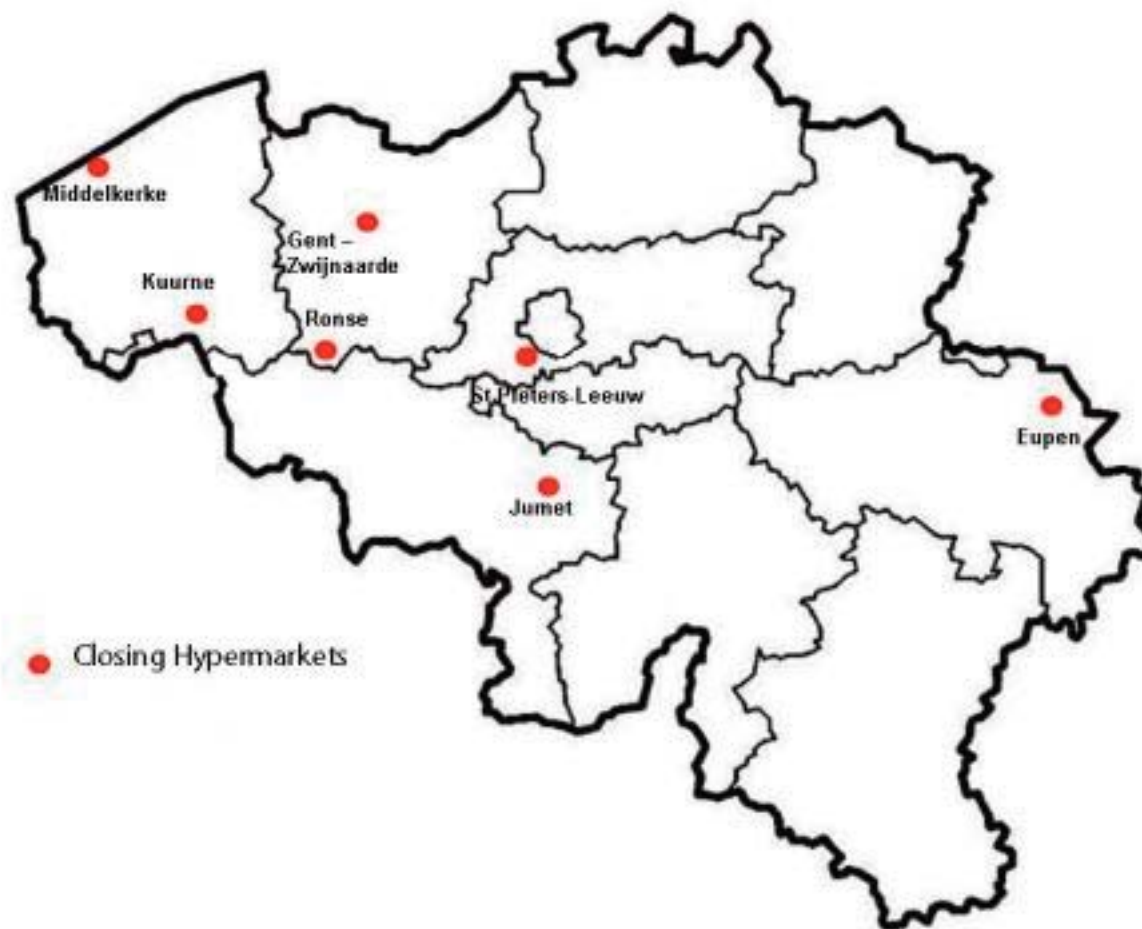 Middelkerke
Gent –
Zwijnaarde
Kuurne
Ronse
St Pieters-Leeuw
Eupen
Jumet
Closing Hypermarkets